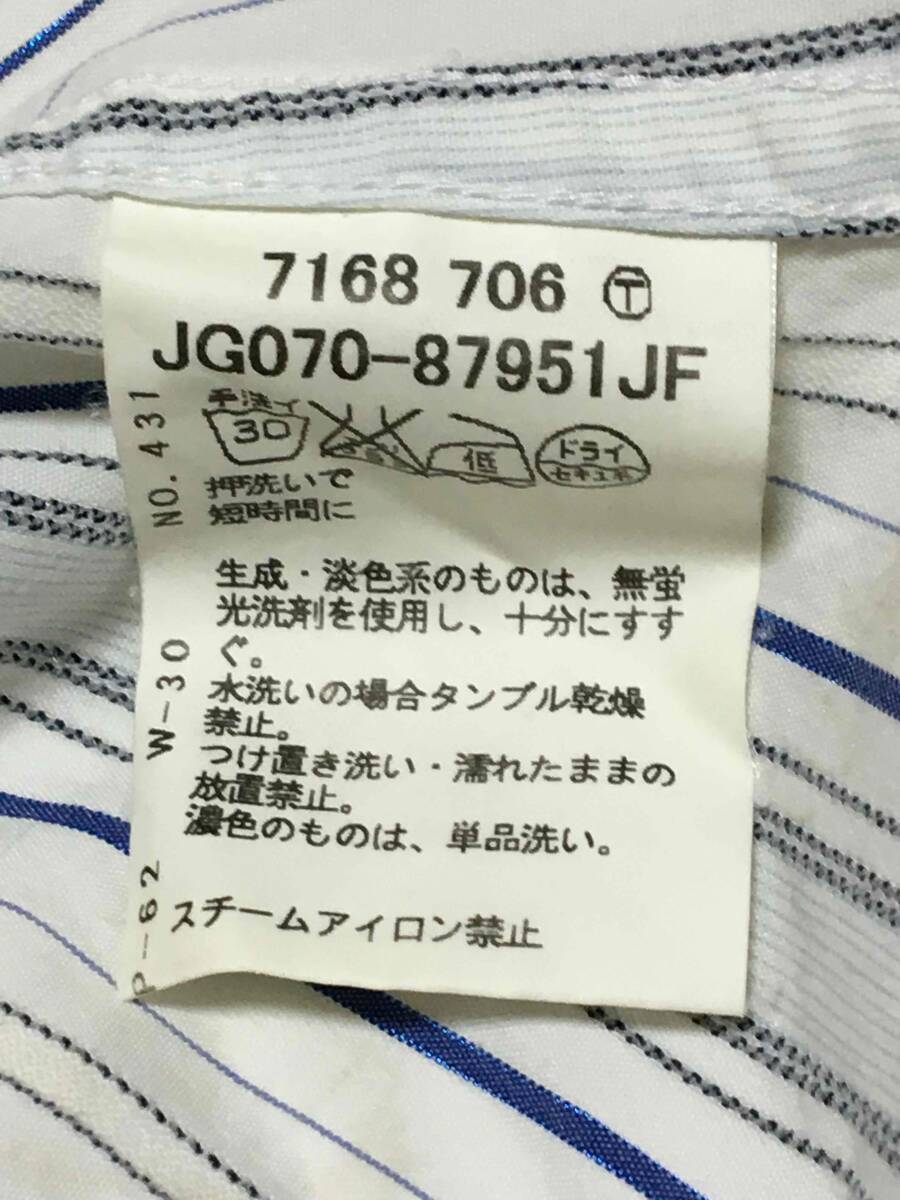 7168 706 Ⓣ
JG070-87951JF
手洗イ
30
低
ドライ
セキユ系
押洗いで
短時間に
生成・淡色系のものは、無蛍
光洗剤を使用し、十分にすす
ぐ。
水洗いの場合タンブル乾燥
禁止。
つけ置き洗い・濡れたままの
放置禁止。
濃色のものは、単品洗い。
スチームアイロン禁止
NO. 431
W-30
P-62